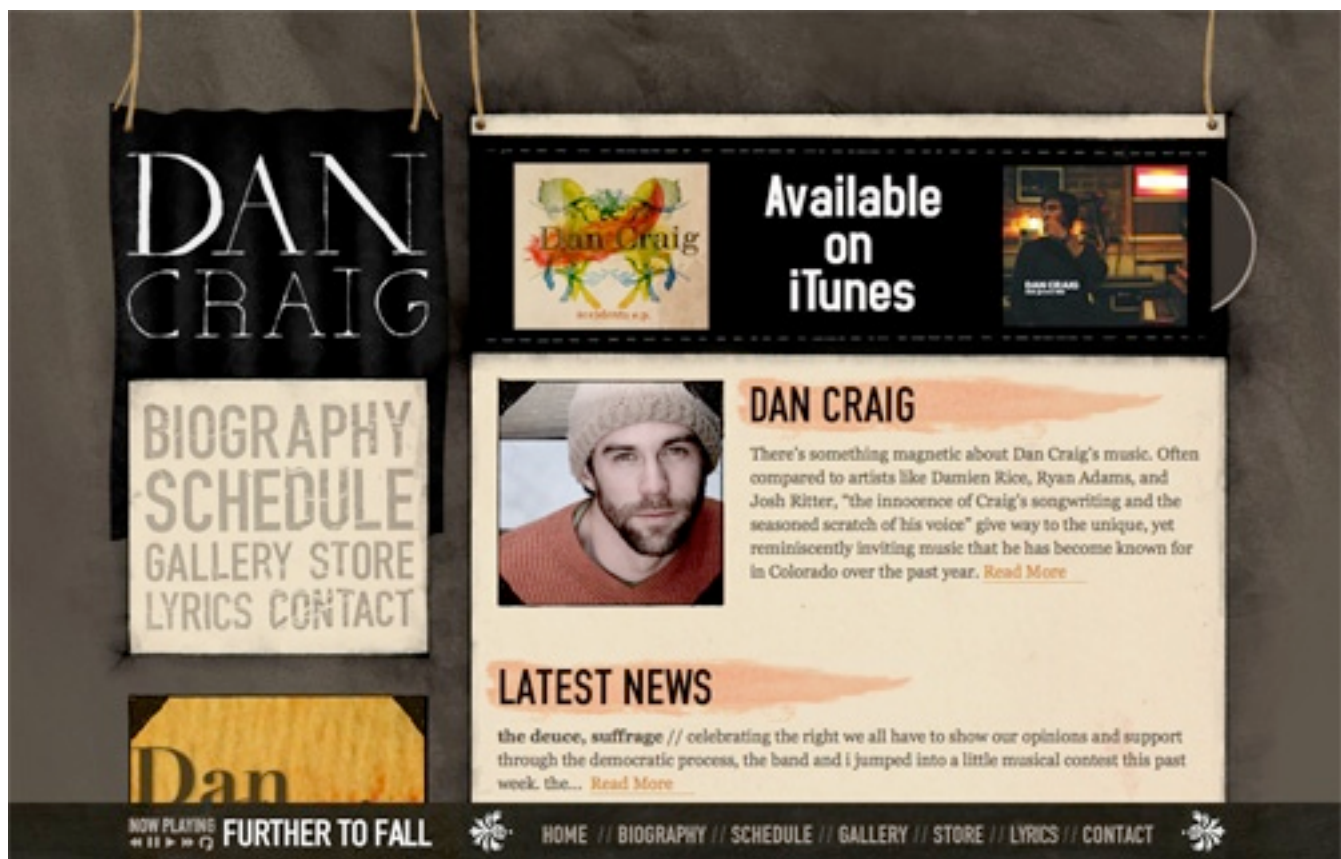 DAN
CRAIG
BIOGRAPHY
SCHEDULE
GALLERY STORE
LYRICS CONTACT
Dan
Dan Craig
accidents e.p.
Available
on
iTunes
DAN CRAIG
DAN CRAIG
There's something magnetic about Dan Craig's music. Often
compared to artists like Damien Rice, Ryan Adams, and
Josh Ritter, "the innocence of Craig's songwriting and the
seasoned scratch of his voice" give way to the unique, yet
reminiscently inviting music that he has become known for
in Colorado over the past year. Read More
LATEST NEWS
the deuce, suffrage // celebrating the right we all have to show our opinions and support
through the democratic process, the band and i jumped into a little musical contest this past
week. the... Read More
NOW PLAYING
FURTHER TO FALL
HOME // BIOGRAPHY // SCHEDULE // GALLERY // STORE // LYRICS // CONTACT